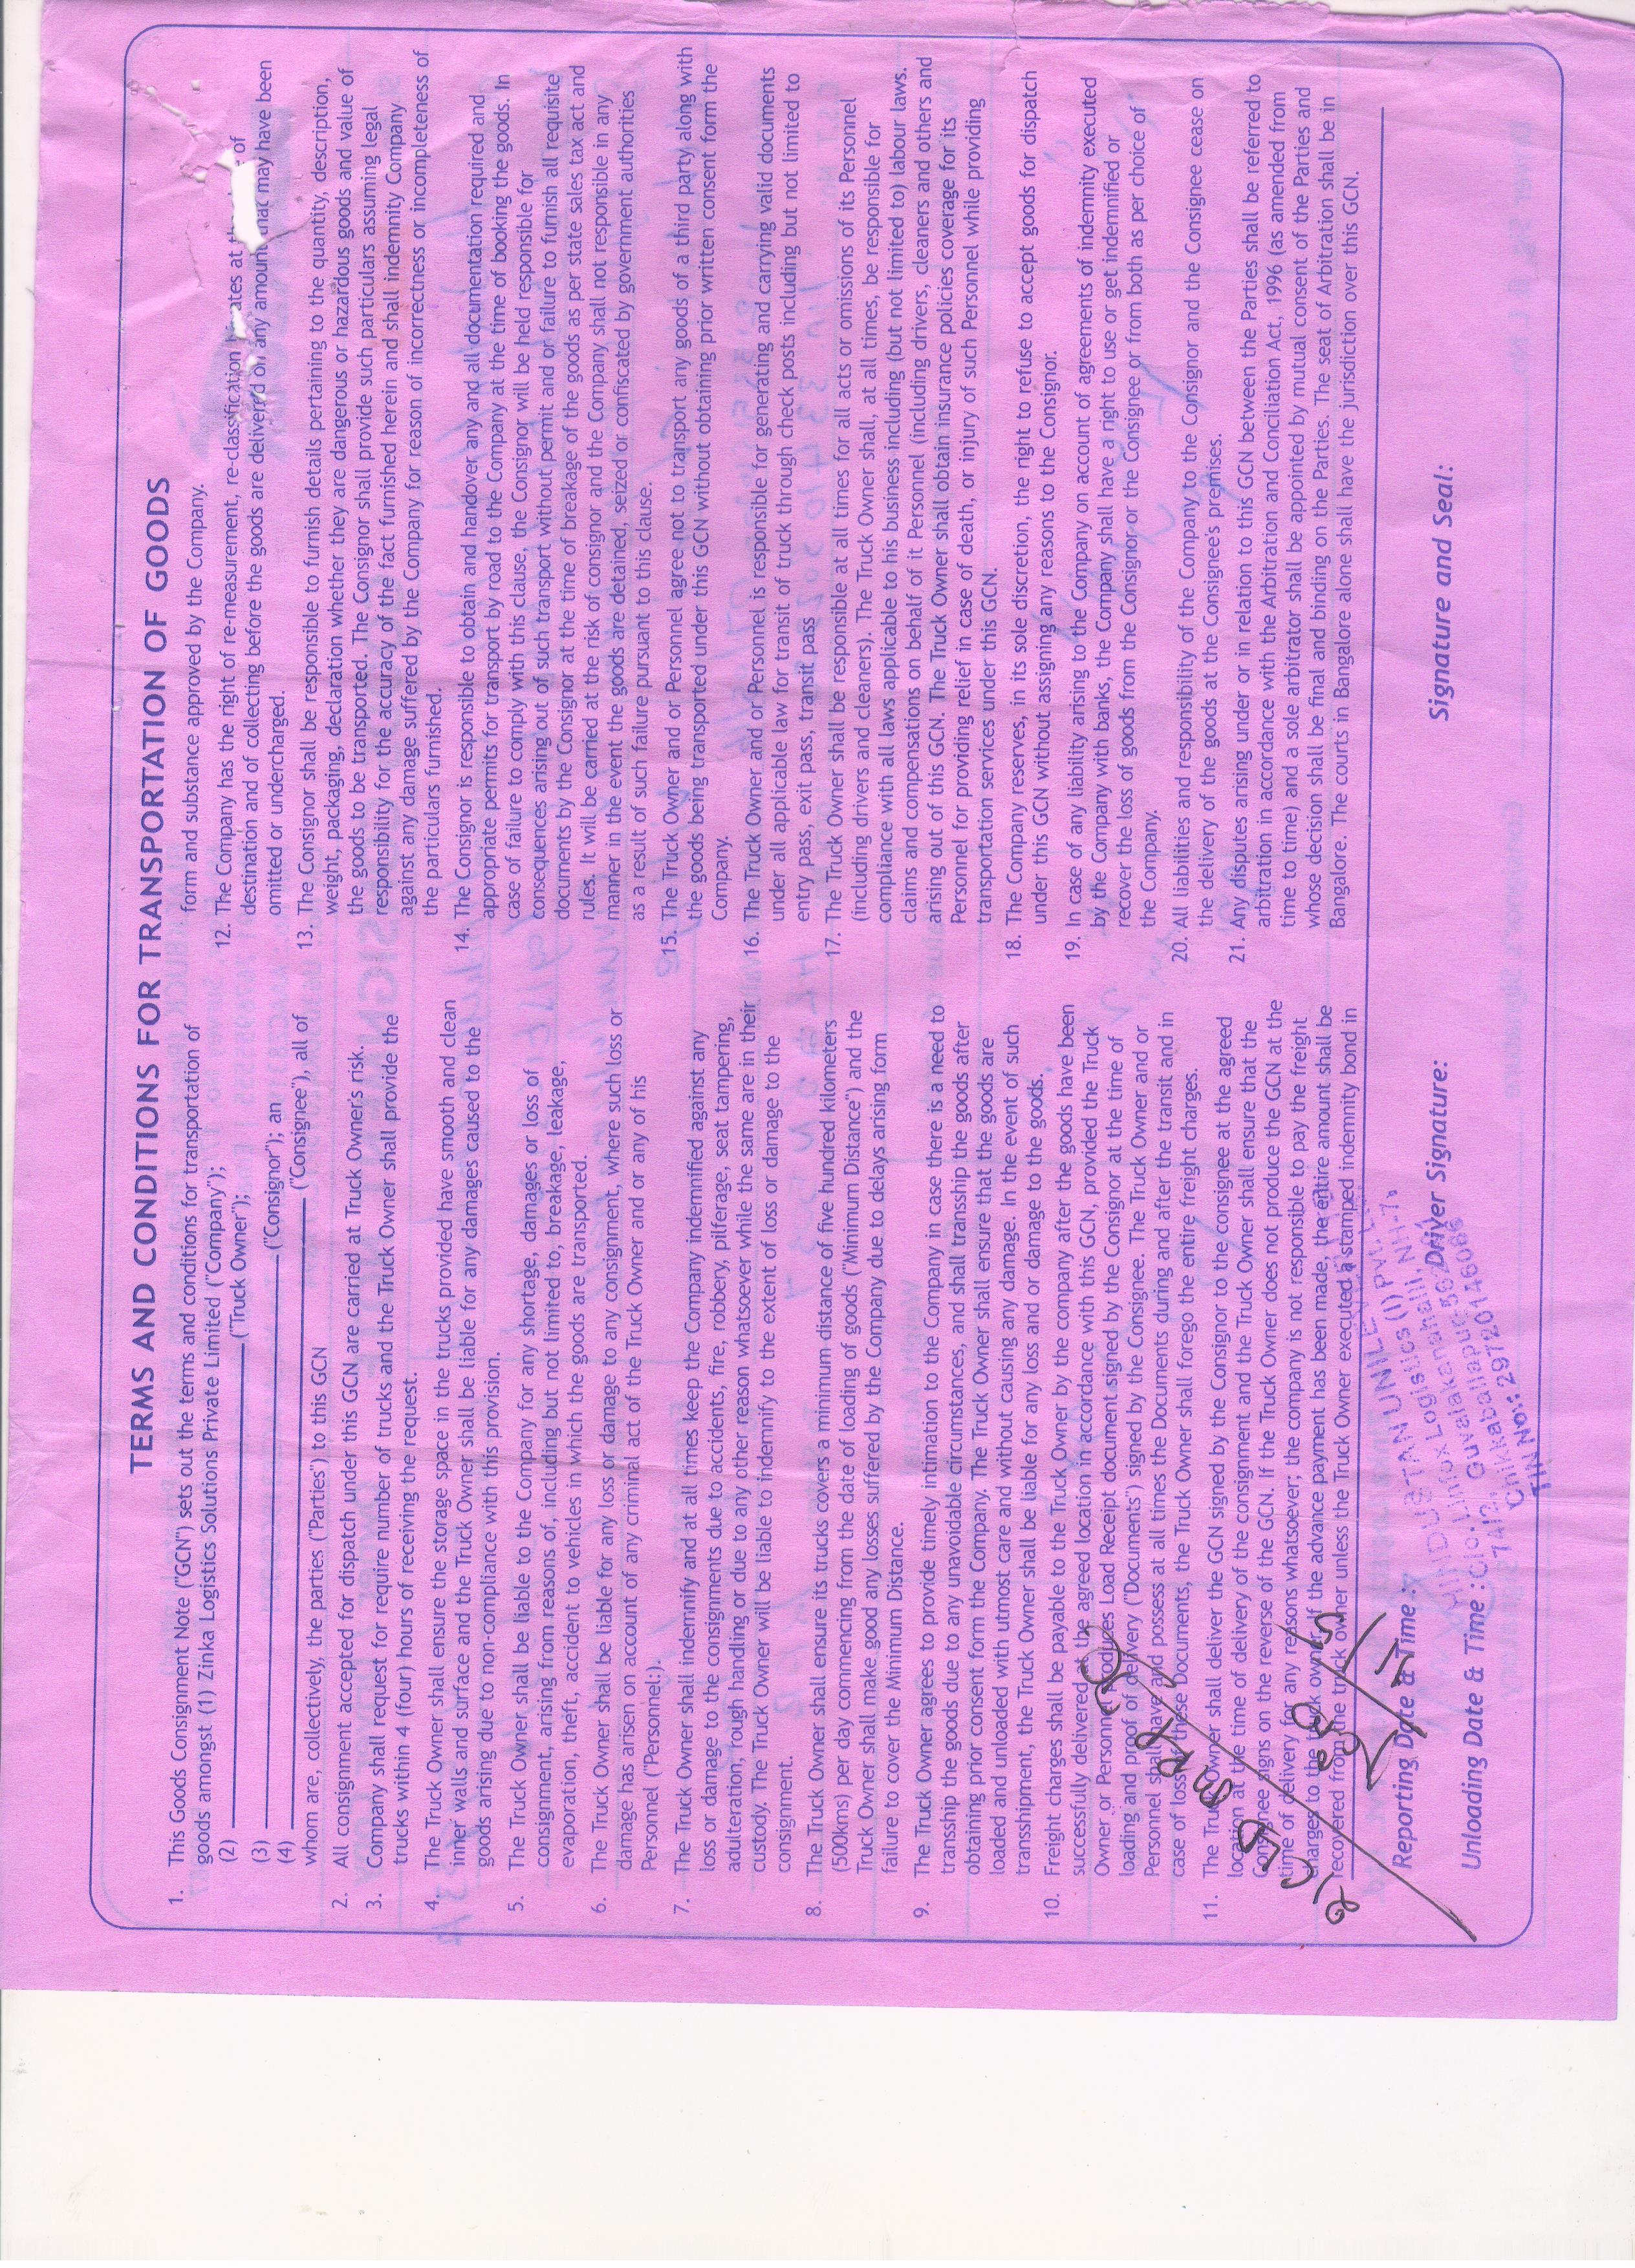 TERMS AND CONDITIONS FOR TRANSPORTATION OF GOODS
1. This Goods Consignment Note ("GCN") sets out the terms and conditions for transportation of
goods amongst (1) Zinka Logistics Solutions Private Limited ("Company");
(2) ("Truck Owner");
(3) ("Consignor"); an
(4) ("Consignee"), all of
whom are, collectively, the parties ("Parties") to this GCN
2. All consignment accepted for dispatch under this GCN are carried at Truck Owner's risk.
3. Company shall request for require number of trucks and the Truck Owner shall provide the
trucks within 4 (four) hours of receiving the request.
4. The Truck Owner shall ensure the storage space in the trucks provided have smooth and clean
inner walls and surface and the Truck Owner shall be liable for any damages caused to the
goods arising due to non-compliance with this provision.
5. The Truck Owner shall be liable to the Company for any shortage, damages or loss of
consignment, arising from reasons of, including but not limited to, breakage, leakage,
evaporation, theft, accident to vehicles in which the goods are transported.
6. The Truck Owner shall be liable for any loss or damage to any consignment, where such loss or
damage has arisen on account of any criminal act of the Truck Owner and or any of his
Personnel ("Personnel:).
7. The Truck Owner shall indemnify and at all times keep the Company indemnified against any
loss or damage to the consignments due to accidents, fire, robbery, pilferage, seat tampering,
adulteration, rough handling or due to any other reason whatsoever while the same are in their
custody. The Truck Owner will be liable to indemnify to the extent of loss or damage to the
consignment.
8. The Truck Owner shall ensure its trucks covers a minimum distance of five hundred kilometers
(500kms) per day commencing from the date of loading of goods ("Minimum Distance") and the
Truck Owner shall make good any losses suffered by the Company due to delays arising form
failure to cover the Minimum Distance.
9. The Truck Owner agrees to provide timely intimation to the Company in case there is a need to
transship the goods due to any unavoidable circumstances, and shall transship the goods after
obtaining prior consent form the Company. The Truck Owner shall ensure that the goods are
loaded and unloaded with utmost care and without causing any damage. In the event of such
transshipment, the Truck Owner shall be liable for any loss and or damage to the goods.
10. Freight charges shall be payable to the Truck Owner by the company after the goods have been
successfully delivered at the agreed location in accordance with this GCN, provided the Truck
Owner or Personnel produces Load Receipt document signed by the Consignor at the time of
loading and proof of delivery ("Documents") signed by the Consignee. The Truck Owner and or
Personnel shall have and possess at all times the Documents during and after the transit and in
case of loss of these Documents, the Truck Owner shall forego the entire freight charges.
11. The Truck Owner shall deliver the GCN signed by the Consignor to the consignee at the agreed
location at the time of delivery of the consignment and the Truck Owner shall ensure that the
Consignee signs on the reverse of the GCN. If the Truck Owner does not produce the GCN at the
time of delivery for any reasons whatsoever; the company is not responsible to pay the freight
charges to the truck owner. If the advance payment has been made, the entire amount shall be
recovered from the truck owner unless the Truck Owner executed a stamped indemnity bond in
form and substance approved by the Company.
12. The Company has the right of re-measurement, re-classification rates at of
destination and of collecting before the goods are delivered on any amount that may have been
omitted or undercharged.
13. The Consignor shall be responsible to furnish details pertaining to the quantity, description,
weight, packaging, declaration whether they are dangerous or hazardous goods and value of
the goods to be transported. The Consignor shall provide such particulars assuming legal
responsibility for the accuracy of the fact furnished herein and shall indemnity Company
against any damage suffered by the Company for reason of incorrectness or incompleteness of
the particulars furnished.
14. The Consignor is responsible to obtain and handover any and all documentation required and
appropriate permits for transport by road to the Company at the time of booking the goods. In
case of failure to comply with this clause, the Consignor will be held responsible for
consequences arising out of such transport without permit and or failure to furnish all requisite
documents by the Consignor at the time of breakage of the goods as per state sales tax act and
rules. It will be carried at the risk of consignor and the Company shall not responsible in any
manner in the event the goods are detained, seized or confiscated by government authorities
as a result of such failure pursuant to this clause.
15. The Truck Owner and or Personnel agree not to transport any goods of a third party along with
the goods being transported under this GCN without obtaining prior written consent form the
Company.
16. The Truck Owner and or Personnel is responsible for generating and carrying valid documents
under all applicable law for transit of truck through check posts including but not limited to
entry pass, exit pass, transit pass
17. The Truck Owner shall be responsible at all times for all acts or omissions of its Personnel
(including drivers and cleaners). The Truck Owner shall, at all times, be responsible for
compliance with all laws applicable to his business including (but not limited to) labour laws.
claims and compensations on behalf of it Personnel (including drivers, cleaners and others and
arising out of this GCN. The Truck Owner shall obtain insurance policies coverage for its
Personnel for providing relief in case of death, or injury of such Personnel while providing
transportation services under this GCN.
18. The Company reserves, in its sole discretion, the right to refuse to accept goods for dispatch
under this GCN without assigning any reasons to the Consignor.
19. In case of any liability arising to the Company on account of agreements of indemnity executed
by the Company with banks, the Company shall have a right to use or get indemnified or
recover the loss of goods from the Consignor or the Consignee or from both as per choice of
the Company.
20. All liabilities and responsibility of the Company to the Consignor and the Consignee cease on
the delivery of the goods at the Consignee's premises.
21. Any disputes arising under or in relation to this GCN between the Parties shall be referred to
arbitration in accordance with the Arbitration and Conciliation Act, 1996 (as amended from
time to time) and a sole arbitrator shall be appointed by mutual consent of the Parties and
whose decision shall be final and binding on the Parties. The seat of Arbitration shall be in
Bangalore. The courts in Bangalore alone shall have the jurisdiction over this GCN.
21 CLD MRP
11/5
Reporting Date & Time :
Unloading Date & Time :
HINDUSTAN UNILEVER
C/o. Linfox Logistics (I) Pvt. Ltd.
74/2, Guvalakanahalli, NH-7,
Chikkaballapur-562101
TIN No.: 29720146086
Driver Signature:
Signature and Seal: